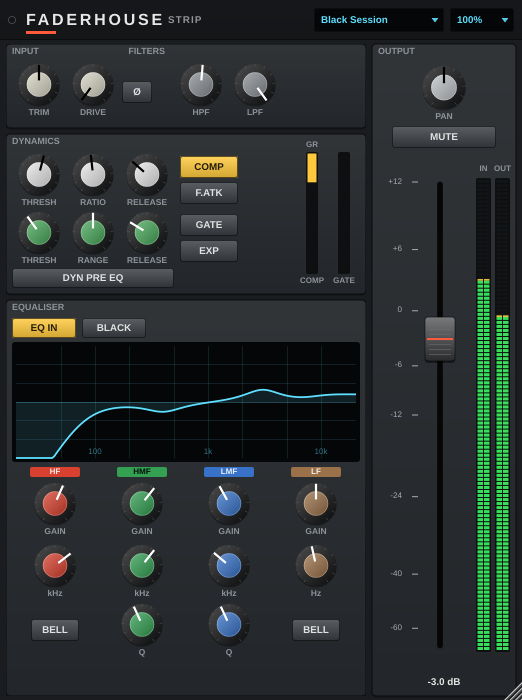 FADERHOUSE STRIP
Black Session
100%
INPUT
FILTERS
TRIM
DRIVE
Ø
HPF
LPF
DYNAMICS
THRESH
RATIO
RELEASE
COMP
F.ATK
THRESH
RANGE
RELEASE
GATE
EXP
DYN PRE EQ
GR
COMP
GATE
EQUALISER
EQ IN
BLACK
100
1k
10k
HF
HMF
LMF
LF
GAIN
GAIN
GAIN
GAIN
kHz
kHz
kHz
Hz
BELL
Q
Q
BELL
OUTPUT
PAN
MUTE
IN
OUT
+12
+6
0
-6
-12
-24
-40
-60
-3.0 dB